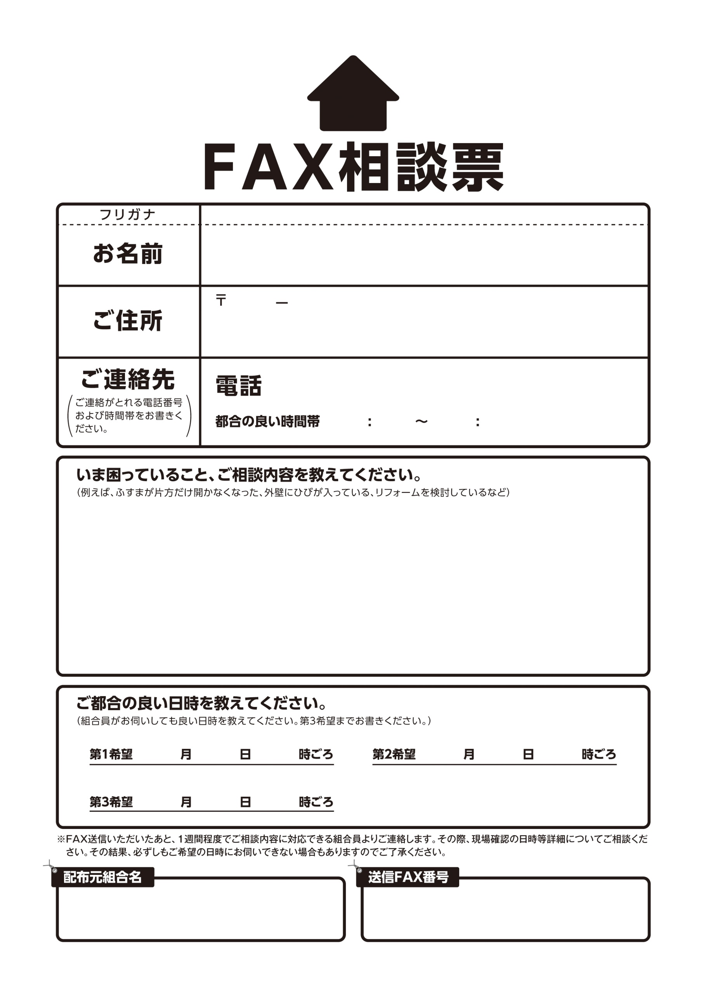 FAX相談票
フリガナ
お名前
ご住所
〒　　ー
ご連絡先
(ご連絡がとれる電話番号
および時間帯をお書きく
ださい。)
電話
都合の良い時間帯　　：　　～　　：
いま困っていること、ご相談内容を教えてください。
(例えば、ふすまが片方だけ開かなくなった、外壁にひびが入っている、リフォームを検討しているなど)
ご都合の良い日時を教えてください。
(組合員がお伺いしても良い日時を教えてください。第3希望までお書きください。)
第1希望　　月　　日　　時ごろ
第2希望　　月　　日　　時ごろ
第3希望　　月　　日　　時ごろ
※FAX送信いただいたあと、1週間程度でご相談内容に対応できる組合員よりご連絡します。その際、現場確認の日時等詳細についてご相談くだ
さい。その結果、必ずしもご希望の日時にお伺いできない場合もありますのでご了承ください。
配布元組合名
送信FAX番号